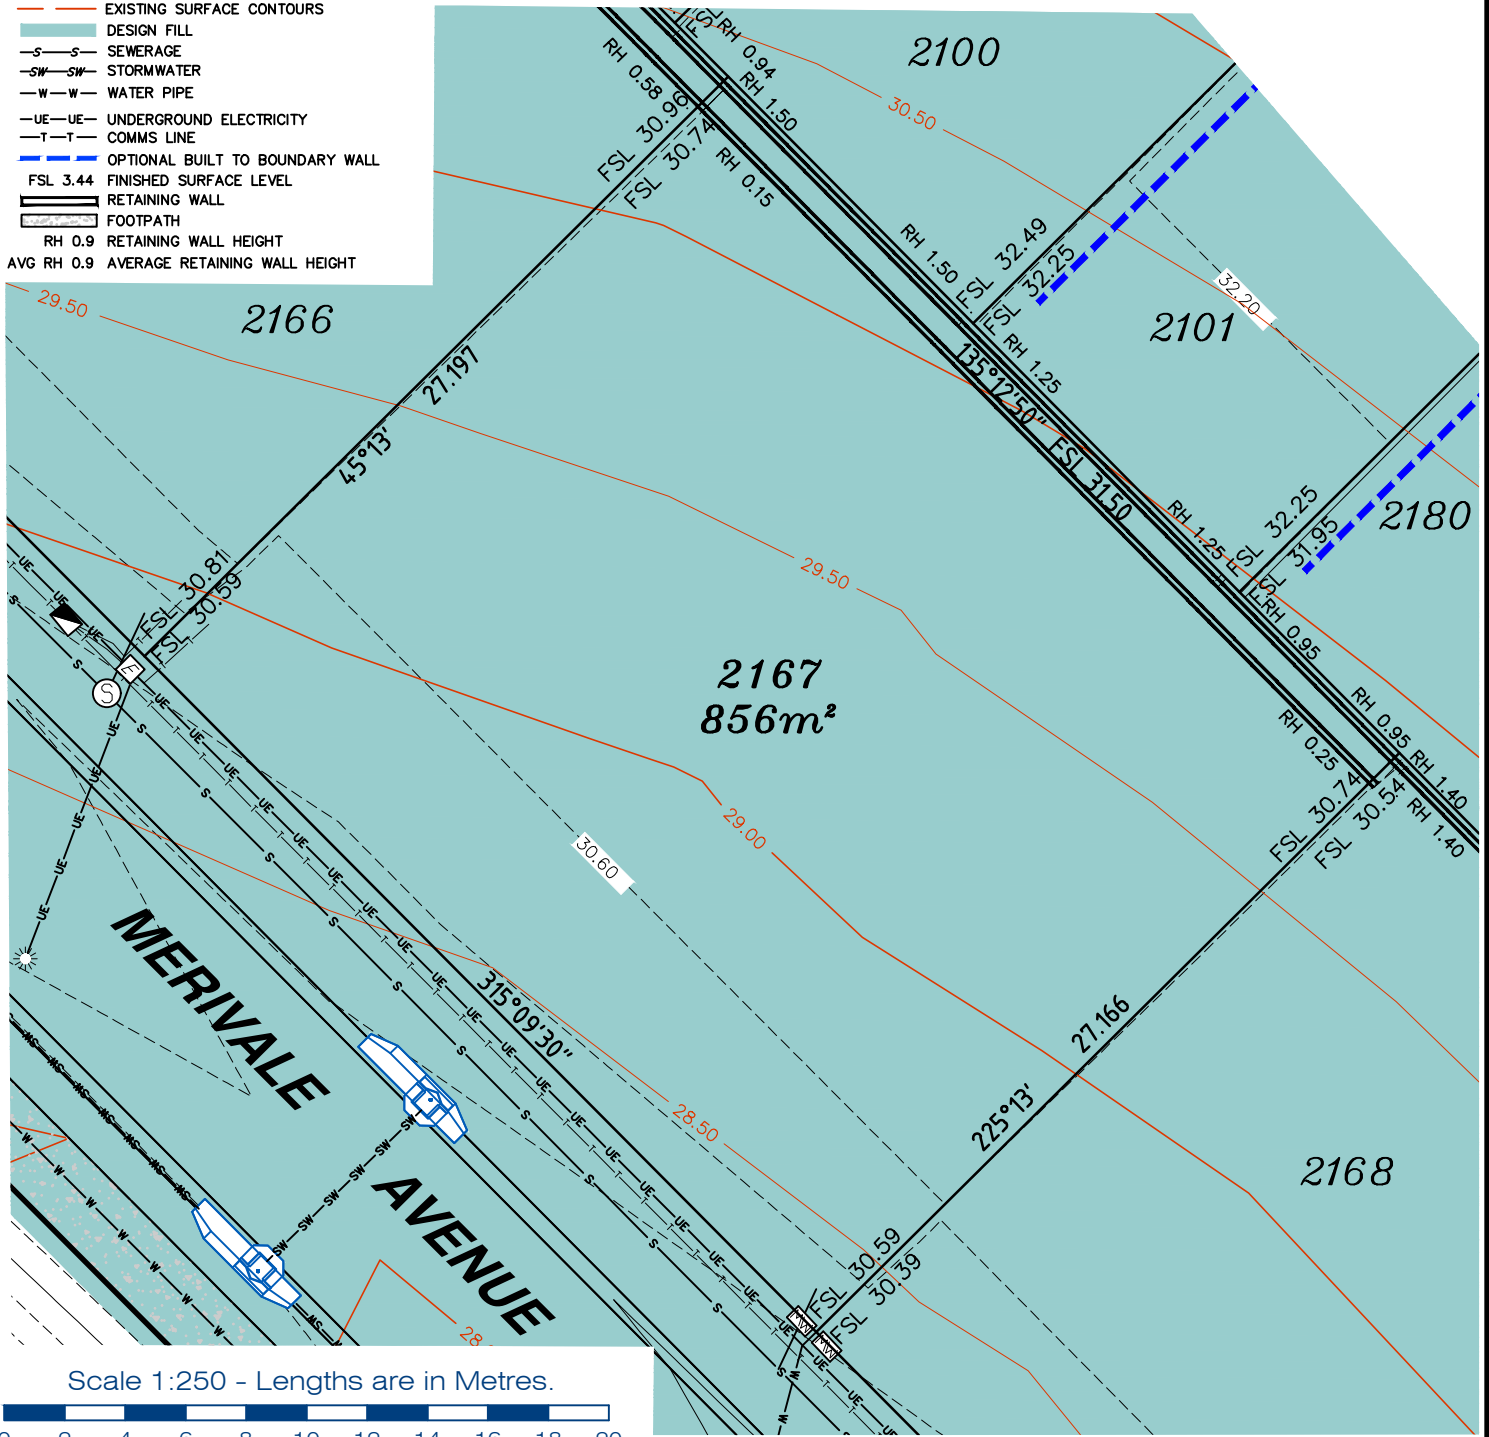 EXISTING SURFACE CONTOURS
DESIGN FILL
S S SEWERAGE
SW SW STORMWATER
W W WATER PIPE
UE UE UNDERGROUND ELECTRICITY
T T COMMS LINE
OPTIONAL BUILT TO BOUNDARY WALL
FSL 3.44 FINISHED SURFACE LEVEL
RETAINING WALL
FOOTPATH
RH 0.9 RETAINING WALL HEIGHT
AVG RH 0.9 AVERAGE RETAINING WALL HEIGHT
RH 0.94
RH 1.50
RH 0.58
FSL 30.96
FSL 30.74
RH 0.15
2100
30.50
RH 1.50
FSL 32.49
FSL 32.25
32.20
2101
RH 1.25
29.50
2166
27.197
45°13'
135°12'50"
FSL 31.50
RH 1.25
FSL 32.25
FSL 31.95
2180
RH 0.95
29.50
FSL 30.81
FSL 30.59
E
S
2167
856m²
RH 0.95
RH 0.25
RH 1.40
RH 1.40
FSL 30.74
FSL 30.54
29.00
30.60
MERIVALE
AVENUE
315°09'30"
27.166
225°13'
28.50
2168
FSL 30.59
FSL 30.39
MW
MW
28
Scale 1:250 - Lengths are in Metres.